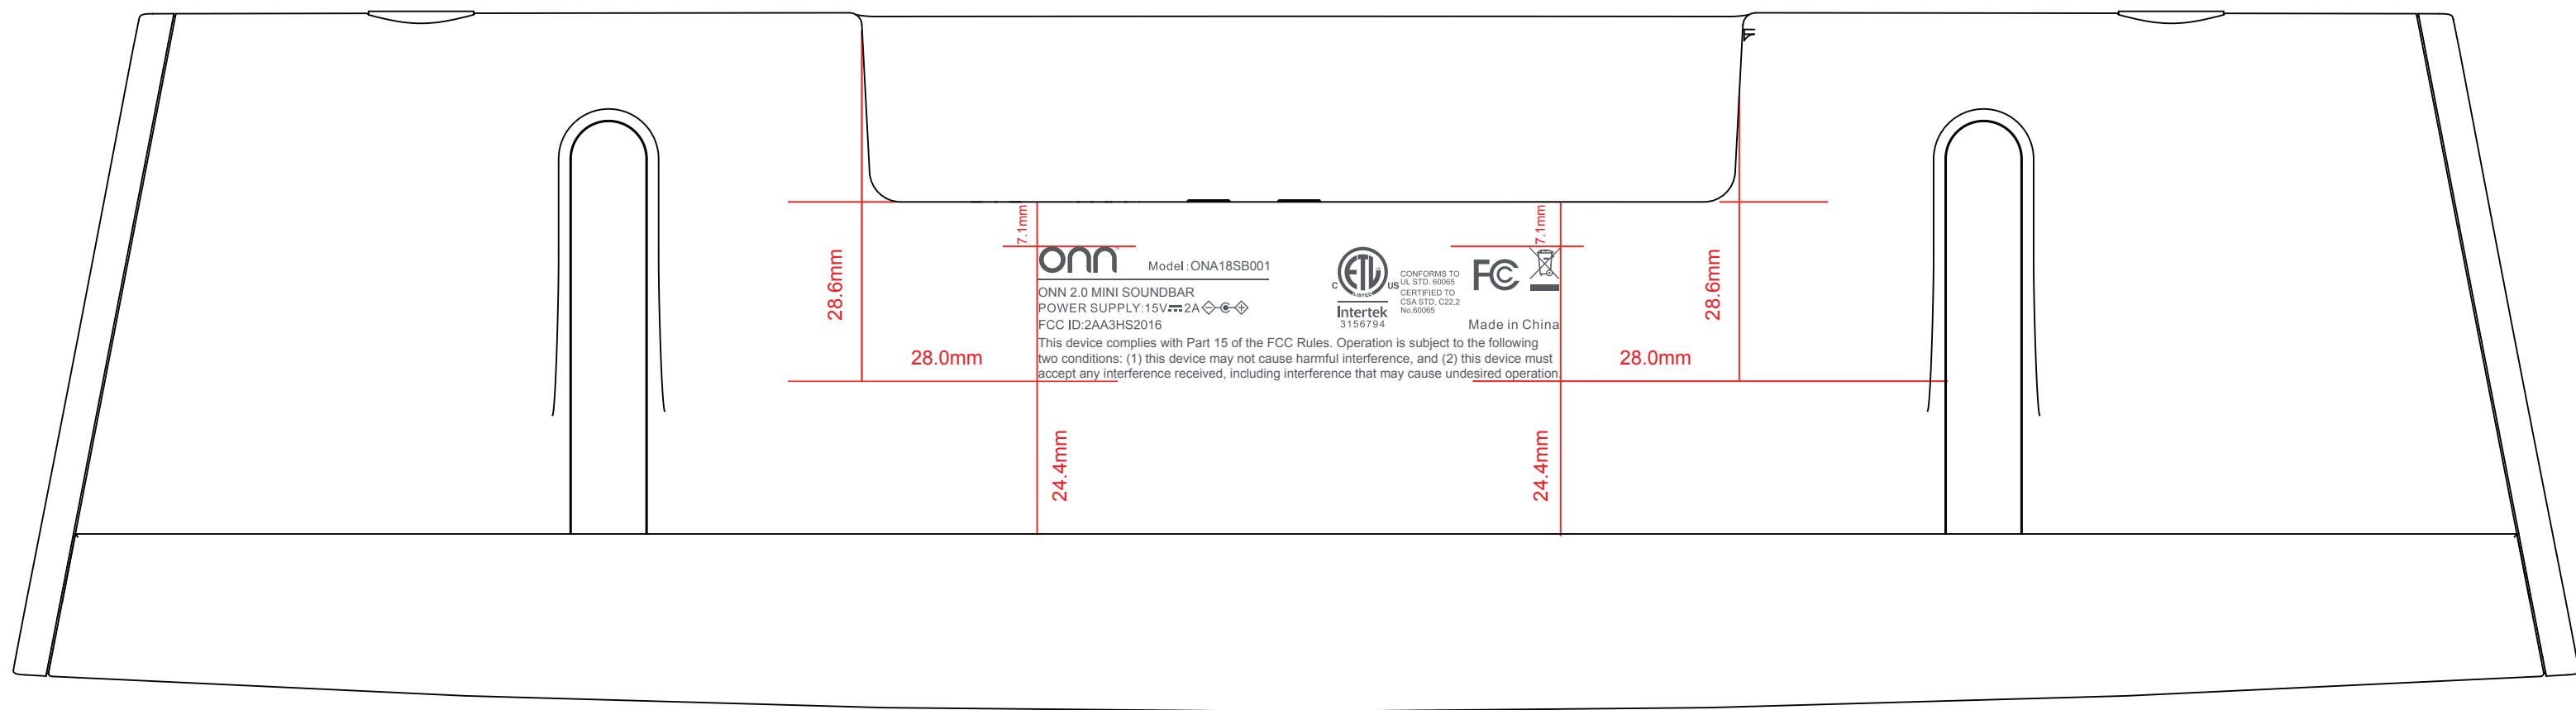 7.1mm
7.1mm
onn
Model:ONA18SB001
ETL
LISTED
C
US
CONFORMS TO
UL STD. 60065
CERTIFIED TO
CSA STD. C22.2
No.60065
Intertek
3156794
FC
28.6mm
28.6mm
ONN 2.0 MINI SOUNDBAR
POWER SUPPLY:15V⎓2A
FCC ID:2AA3HS2016
Made in China
This device complies with Part 15 of the FCC Rules. Operation is subject to the following
two conditions: (1) this device may not cause harmful interference, and (2) this device must
accept any interference received, including interference that may cause undesired operation.
28.0mm
28.0mm
24.4mm
24.4mm